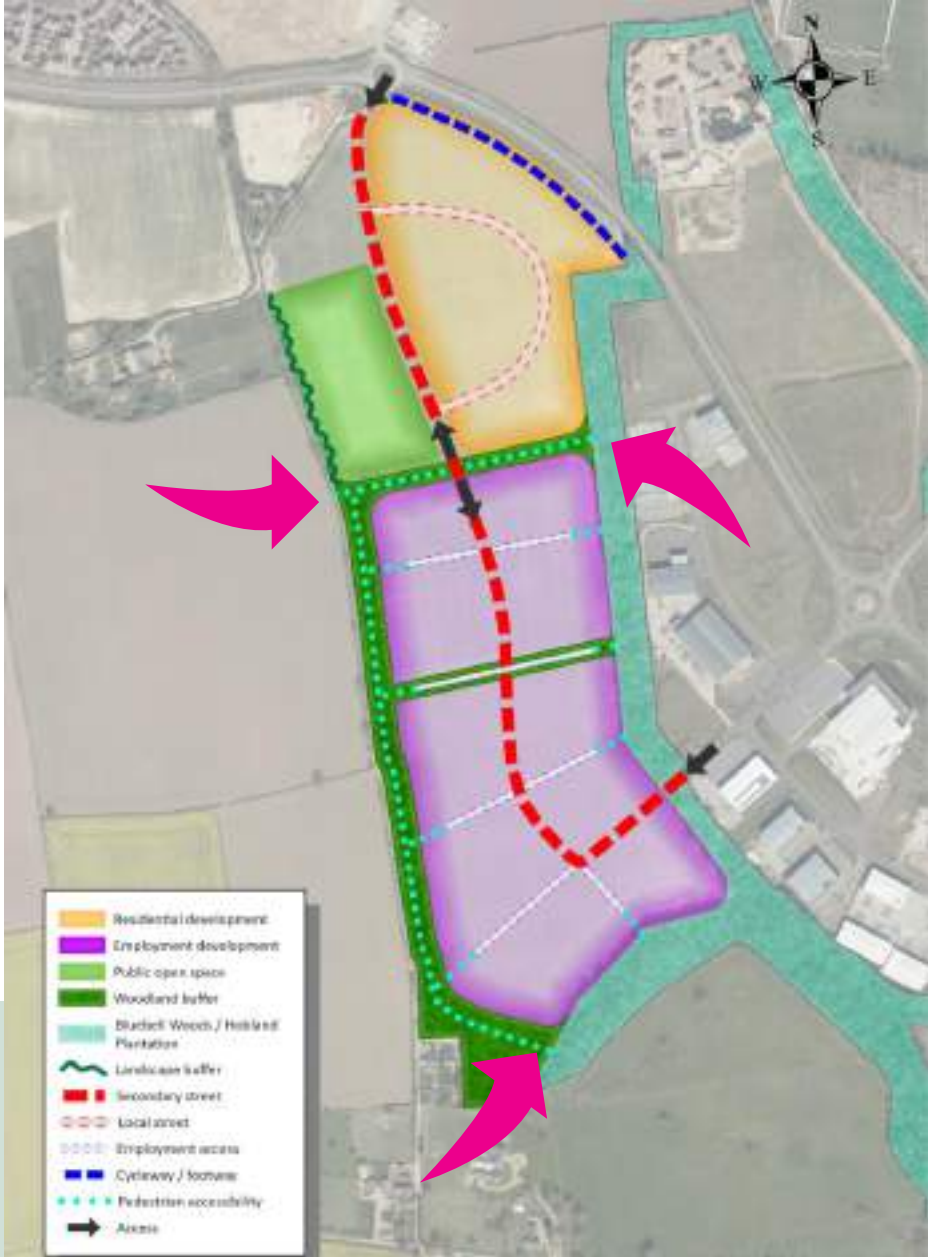 N
W E
S
Residential development
Employment development
Public open space
Woodland buffer
Bluebell Woods / Hobland
Plantation
Landscape buffer
Secondary street
Local street
Employment access
Cycleway / footway
Pedestrian accessibility
Access